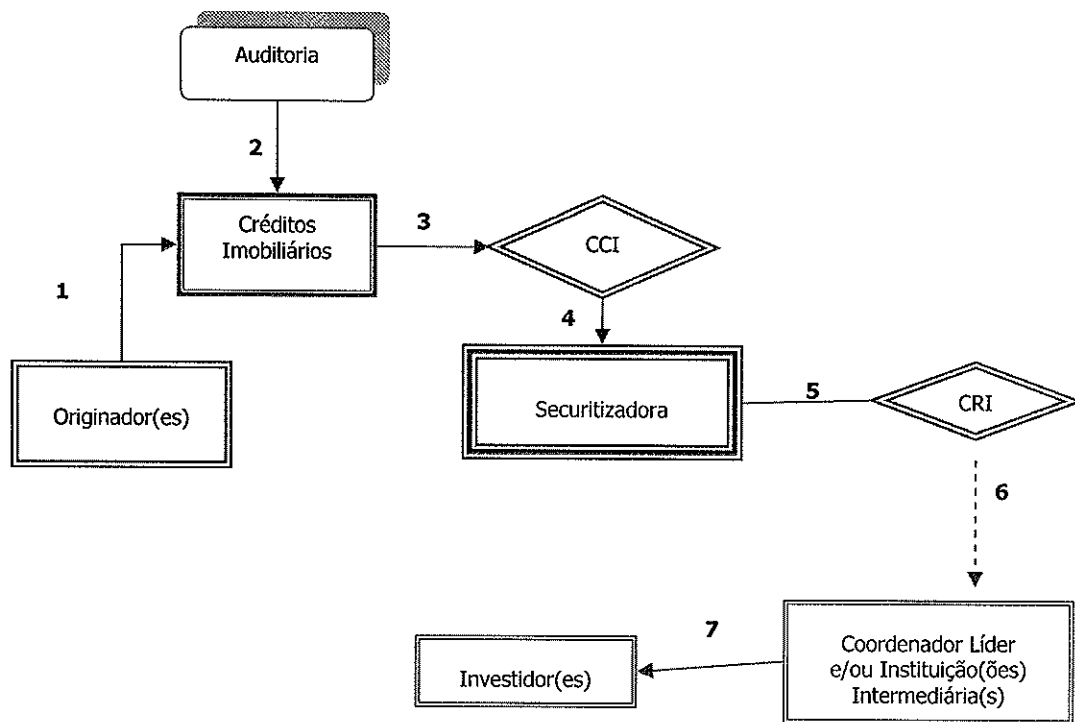 Auditoria
2
Créditos
Imobiliários
3
CCI
1
4
Originador(es)
Securitizadora
5
CRI
6
7
Coordenador Líder
e/ou Instituição(ões)
Intermediária(s)
Investidor(es)